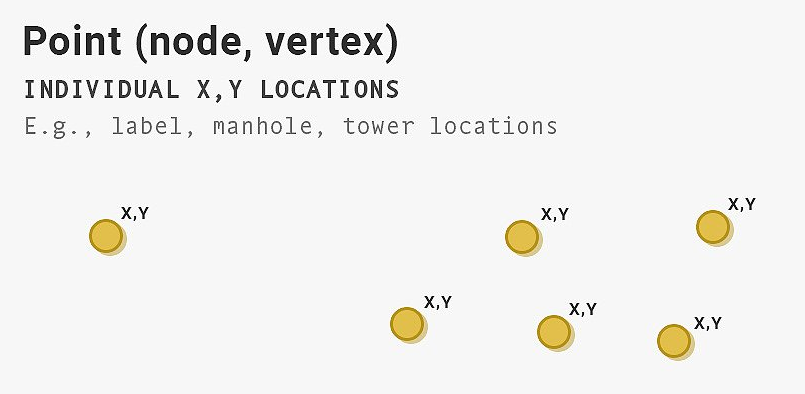 Point (node, vertex)
INDIVIDUAL X,Y LOCATIONS
E.g., label, manhole, tower locations
X,Y
X,Y
X,Y
X,Y
X,Y
X,Y